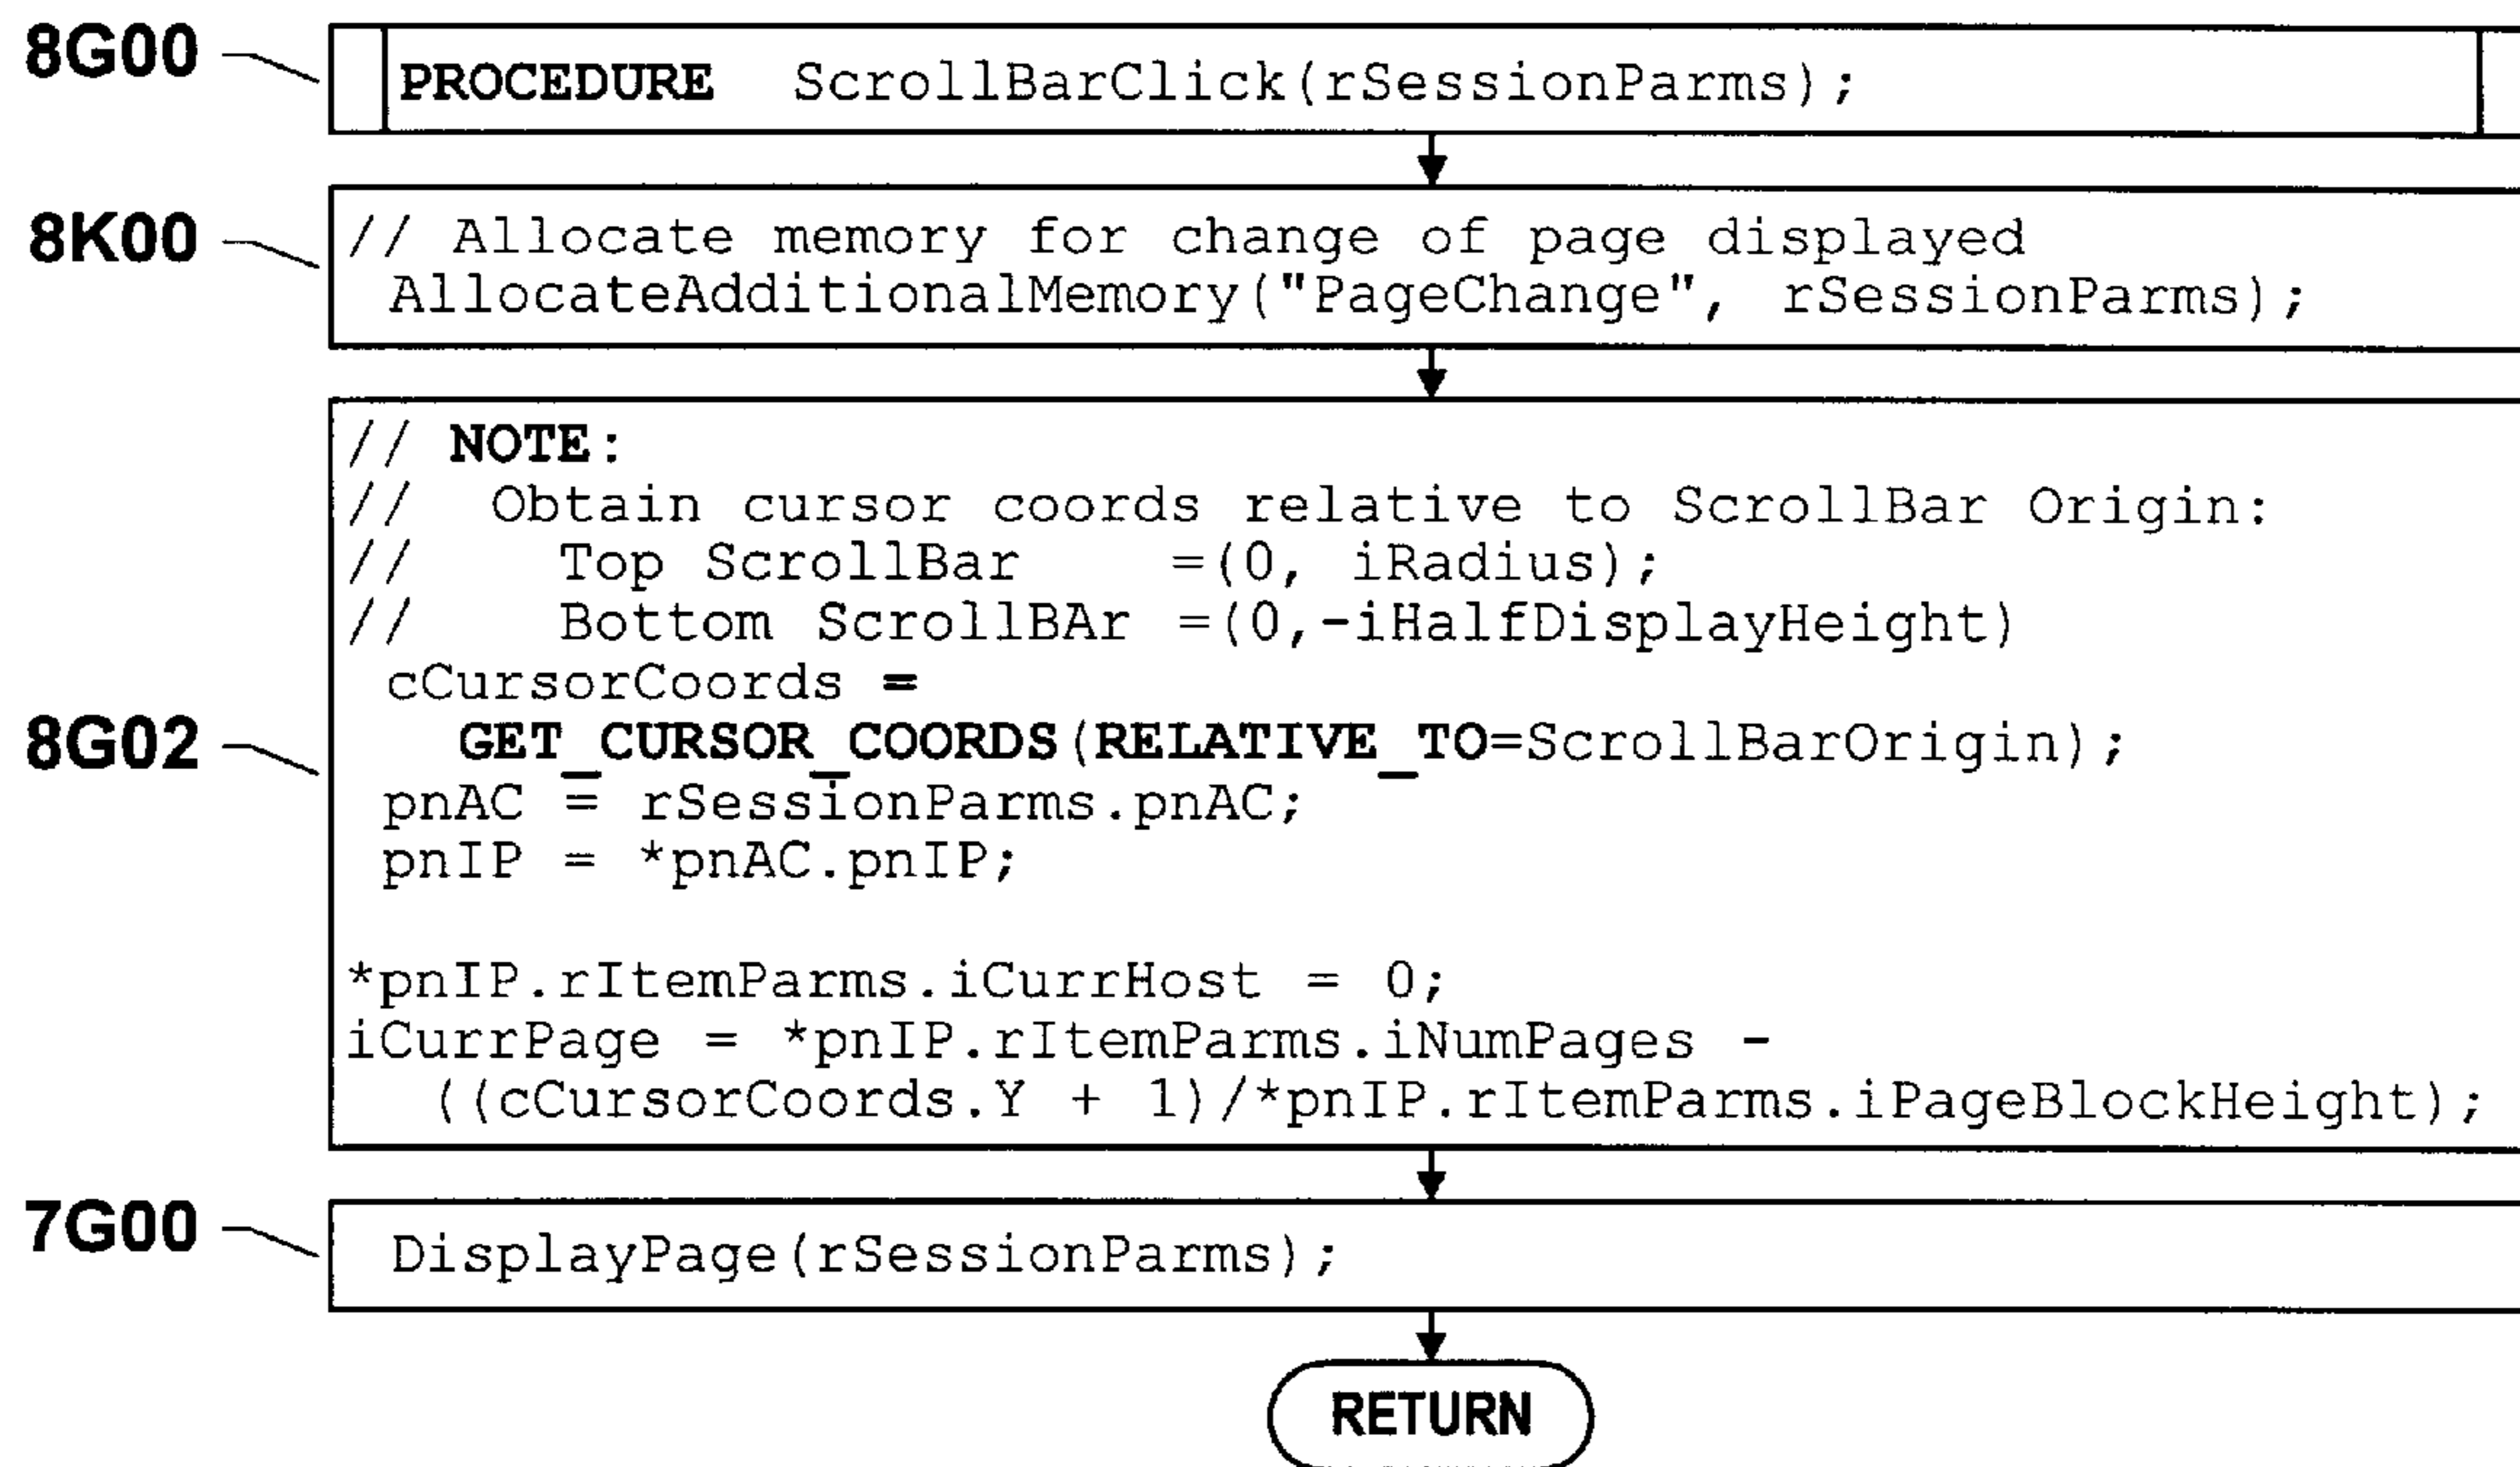 8G00
PROCEDURE ScrollBarClick(rSessionParms);
8K00
// Allocate memory for change of page displayed
AllocateAdditionalMemory("PageChange", rSessionParms);
// NOTE:
// Obtain cursor coords relative to ScrollBar Origin:
// Top ScrollBar =(0, iRadius);
// Bottom ScrollBAr =(0,-iHalfDisplayHeight)
cCursorCoords =
8G02
GET_CURSOR_COORDS(RELATIVE_TO=ScrollBarOrigin);
pnAC = rSessionParms.pnAC;
pnIP = *pnAC.pnIP;
*pnIP.rItemParms.iCurrHost = 0;
iCurrPage = *pnIP.rItemParms.iNumPages -
((cCursorCoords.Y + 1)/*pnIP.rItemParms.iPageBlockHeight);
7G00
DisplayPage(rSessionParms);
RETURN